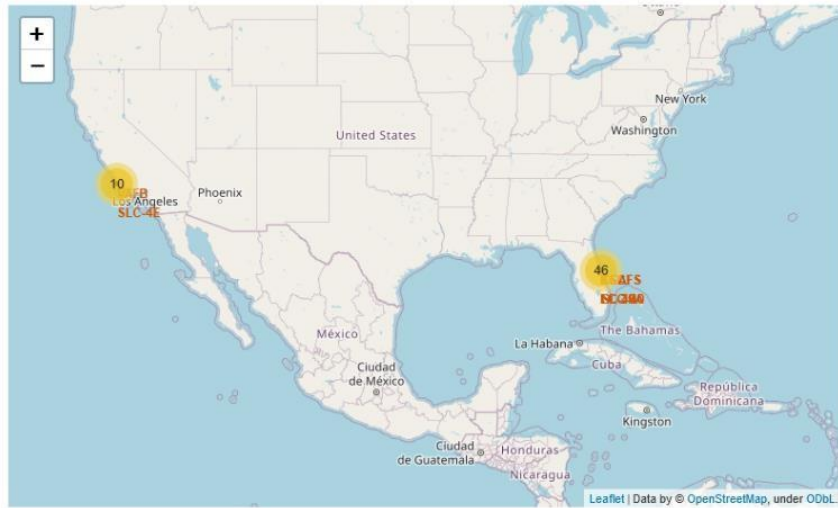 +
−
Ottawa
New York
Washington
United States
10
Los Angeles
SLC-4E
Phoenix
46
The Bahamas
La Habana
Cuba
México
Ciudad
de México
República
Dominicana
Kingston
Ciudad
de Guatemala
Honduras
Nicaragua
Leaflet | Data by © OpenStreetMap, under ODbL.